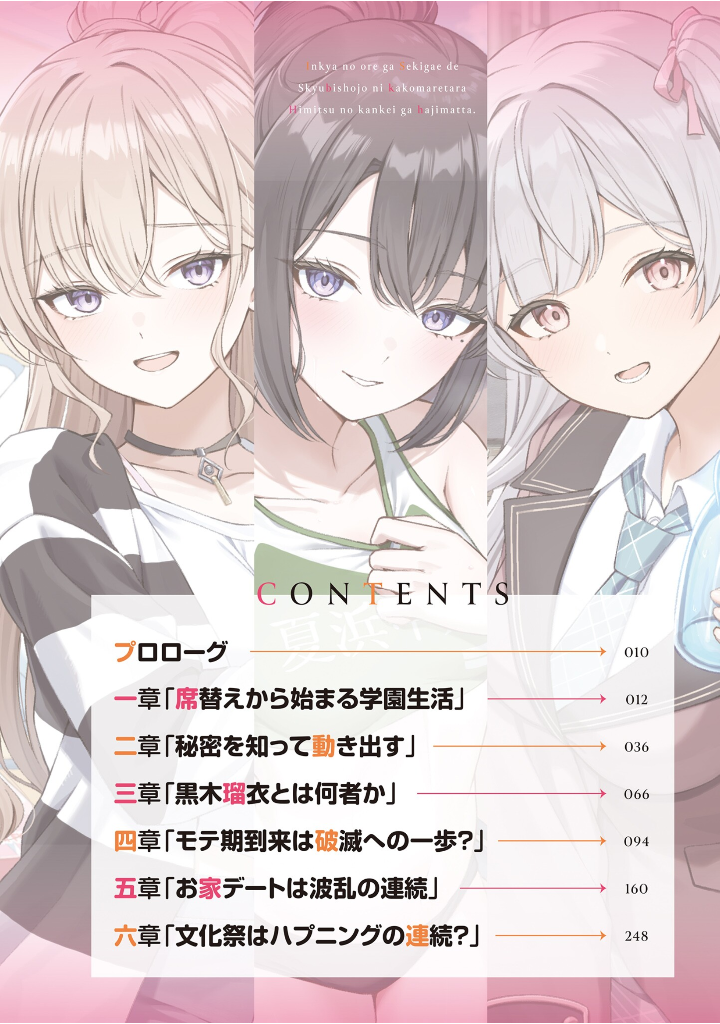 Inkya no ore ga Sekigae de
Skyubishojo ni kakomaretara
Himitsu no kankei ga hajimatta.
CONTENTS
プロローグ 010
一章「席替えから始まる学園生活」 012
二章「秘密を知って動き出す」 036
三章「黒木瑠衣とは何者か」 066
四章「モテ期到来は破滅への一歩?」 094
五章「お家デートは波乱の連続」 160
六章「文化祭はハプニングの連続?」 248